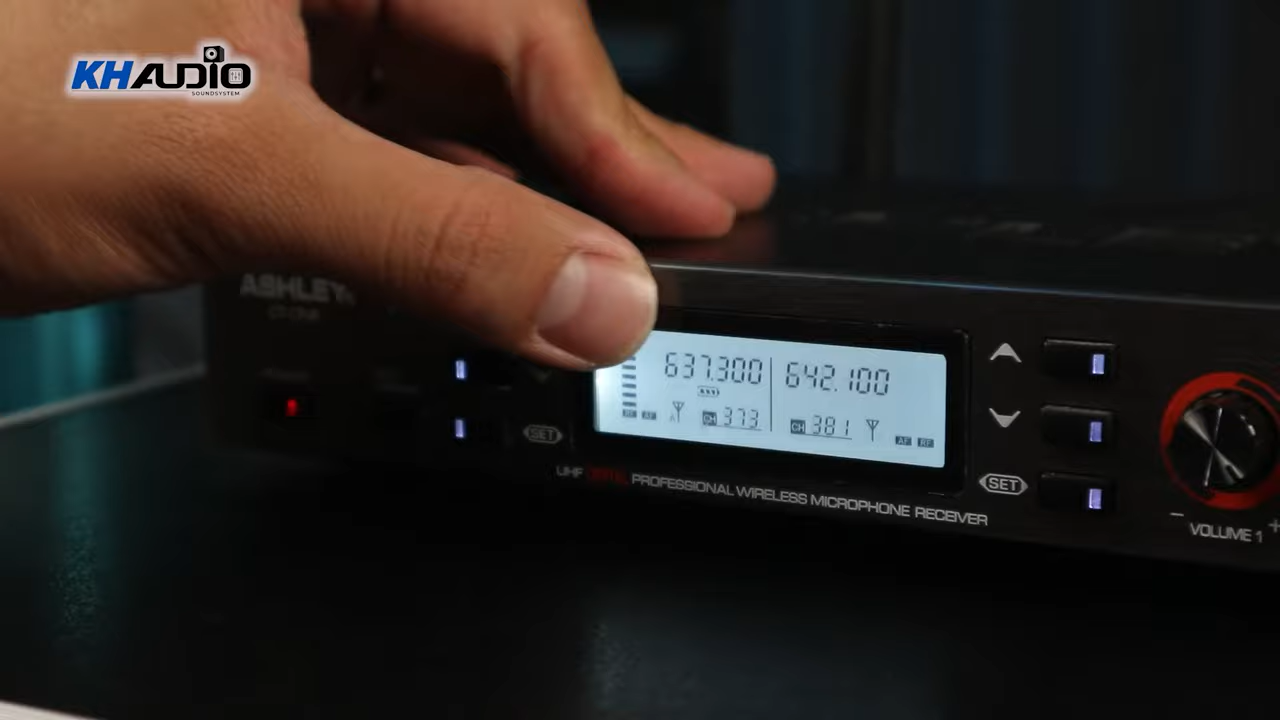 KHAUDIO
SOUNDSYSTEM
ASHLEY
637.300 642.100
RF AF A CH 373 CH 381 AF RF
SET
SET
UHF PROFESSIONAL WIRELESS MICROPHONE RECEIVER
- +
VOLUME 1